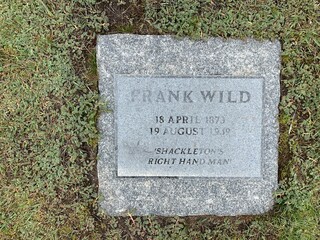 FRANK WILD
18 APRIL 1873
19 AUGUST 1939
'SHACKLETON'S
RIGHT HAND MAN'